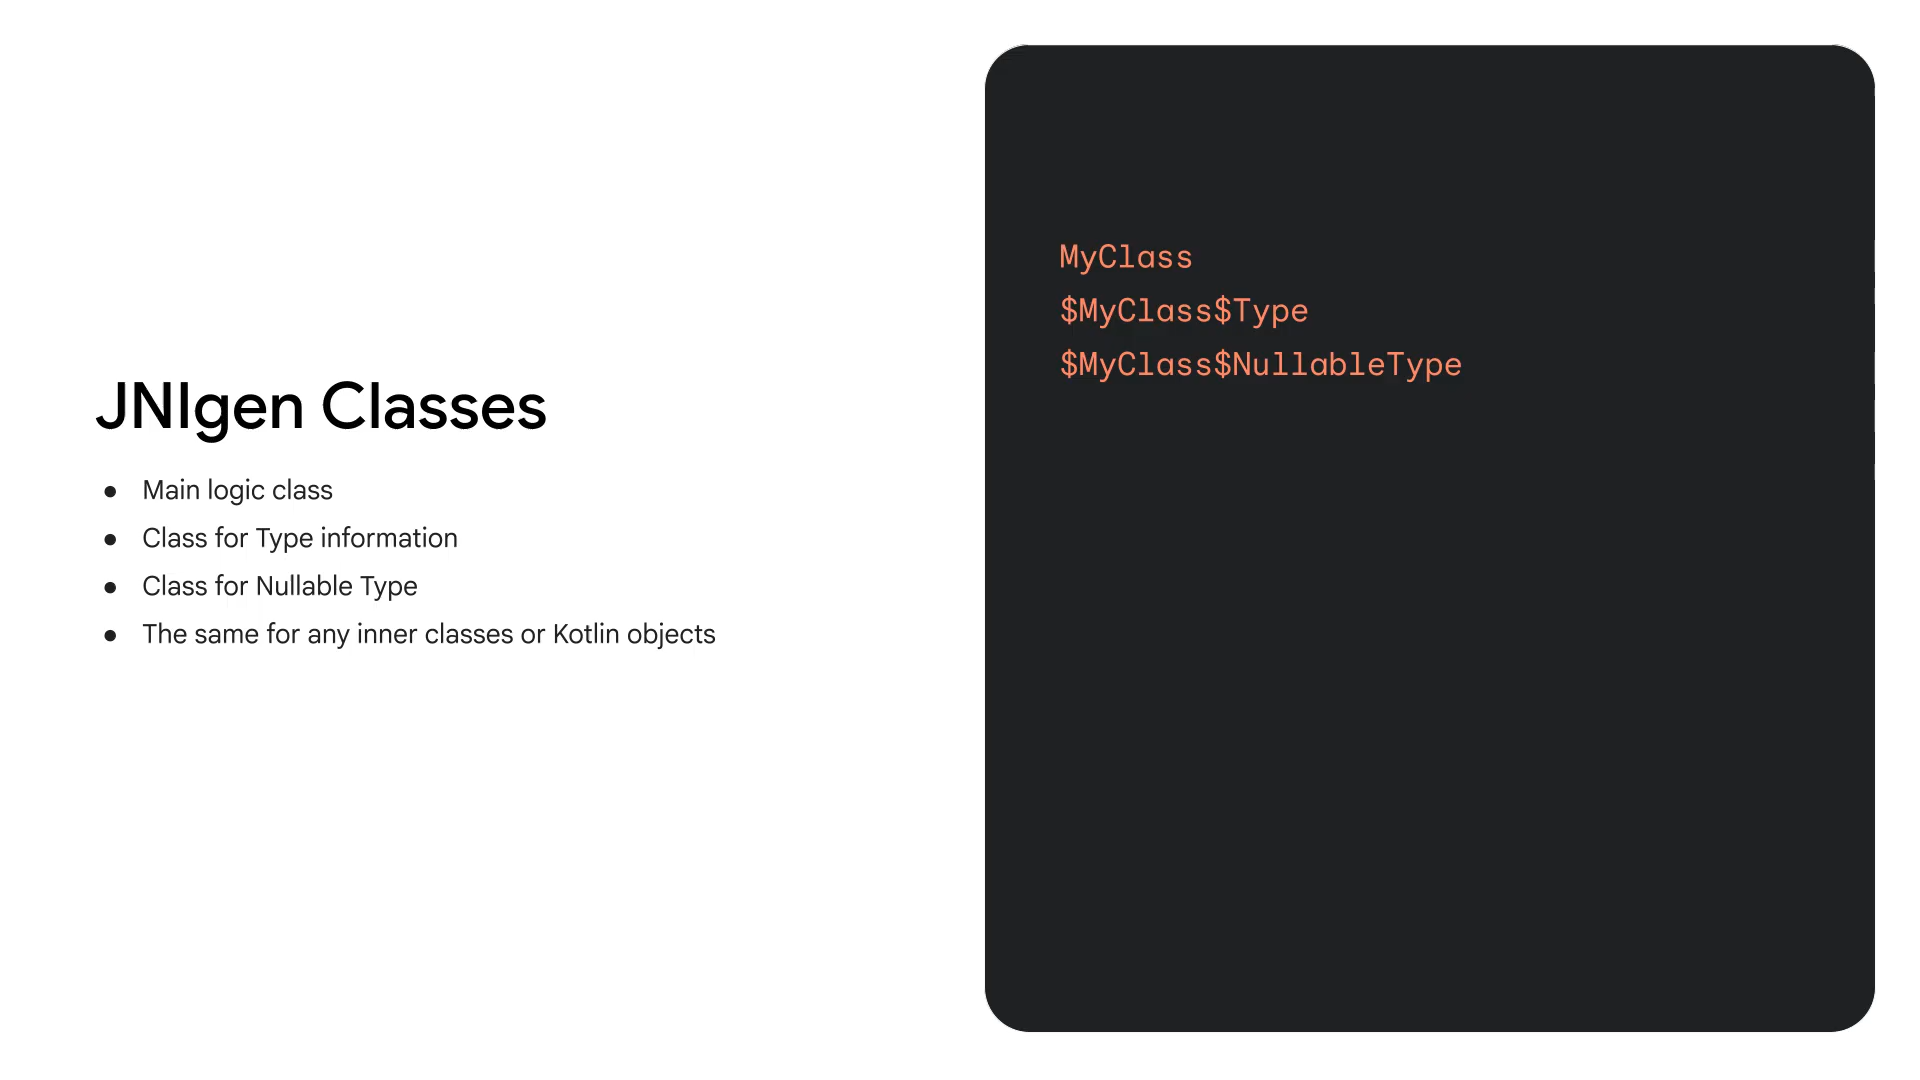 JNIgen Classes
● Main logic class
● Class for Type information
● Class for Nullable Type
● The same for any inner classes or Kotlin objects
MyClass
$MyClass$Type
$MyClass$NullableType